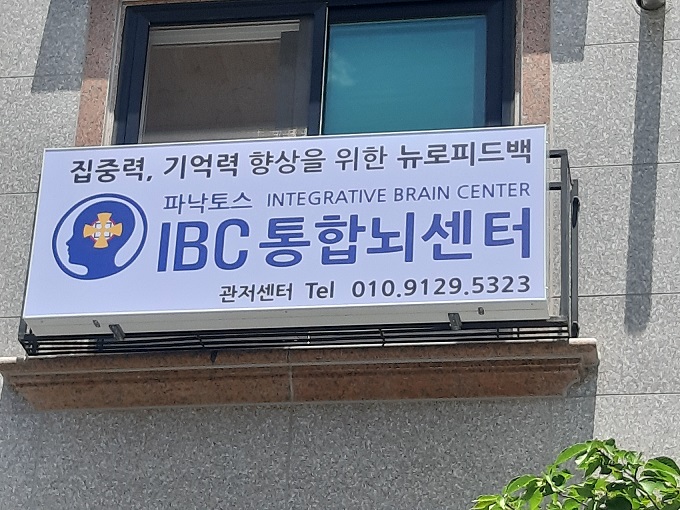 집중력, 기억력 향상을 위한 뉴로피드백
파낙토스 INTEGRATIVE BRAIN CENTER
IBC 통합뇌센터
관저센터 Tel 010.9129.5323